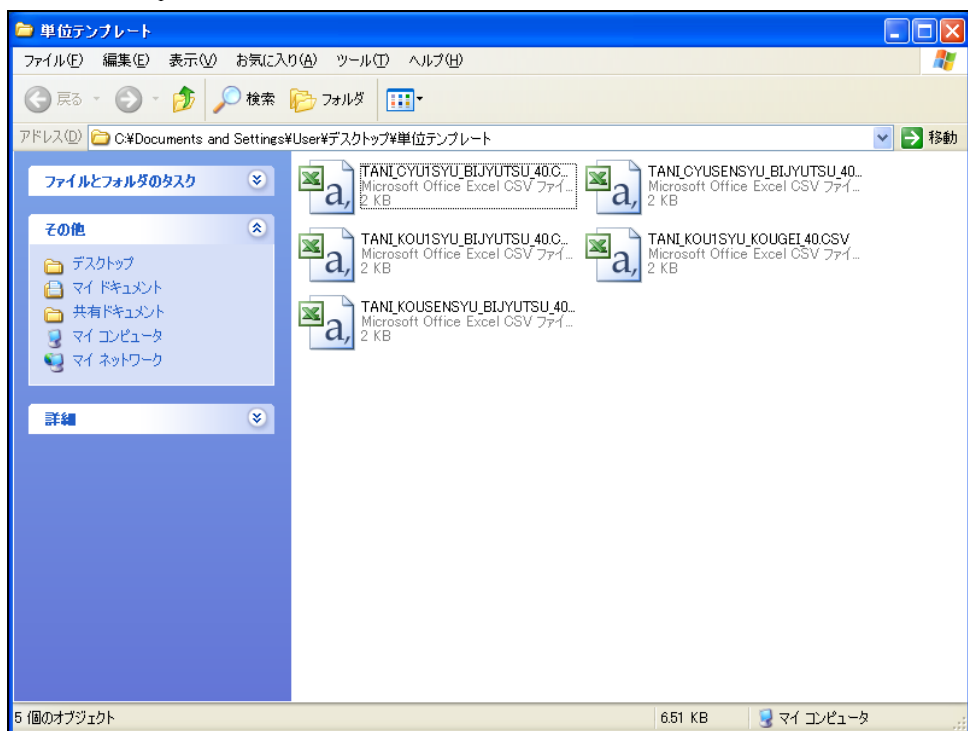 単位テンプレート
ファイル(F) 編集(E) 表示(V) お気に入り(A) ツール(T) ヘルプ(H)
戻る 検索 フォルダ
アドレス(D) C:¥Documents and Settings¥User¥デスクトップ¥単位テンプレート 移動
ファイルとフォルダのタスク
その他
デスクトップ
マイ ドキュメント
共有ドキュメント
マイ コンピュータ
マイ ネットワーク
詳細
TANI_CYU1SYU_BIJYUTSU_40.C...
Microsoft Office Excel CSV ファイ...
2 KB
TANI_CYUSENSYU_BIJYUTSU_40...
Microsoft Office Excel CSV ファイ...
2 KB
TANI_KOU1SYU_BIJYUTSU_40.C...
Microsoft Office Excel CSV ファイ...
2 KB
TANI_KOU1SYU_KOUGEI_40.CSV
Microsoft Office Excel CSV ファイ...
2 KB
TANI_KOUSENSYU_BIJYUTSU_40...
Microsoft Office Excel CSV ファイ...
2 KB
5 個のオブジェクト 6.51 KB マイ コンピュータ